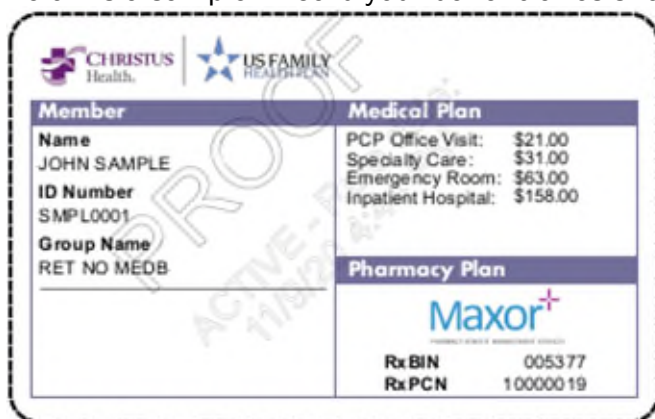 CHRISTUS
Health.
US FAMILY
HEALTH PLAN
Member
Name
JOHN SAMPLE
ID Number
SMPL0001
Group Name
RET NO MEDB
Medical Plan
PCP Office Visit: $21.00
Specialty Care: $31.00
Emergency Room: $63.00
Inpatient Hospital: $158.00
Pharmacy Plan
Maxor
RxBIN 005377
RxPCN 10000019
PROOF